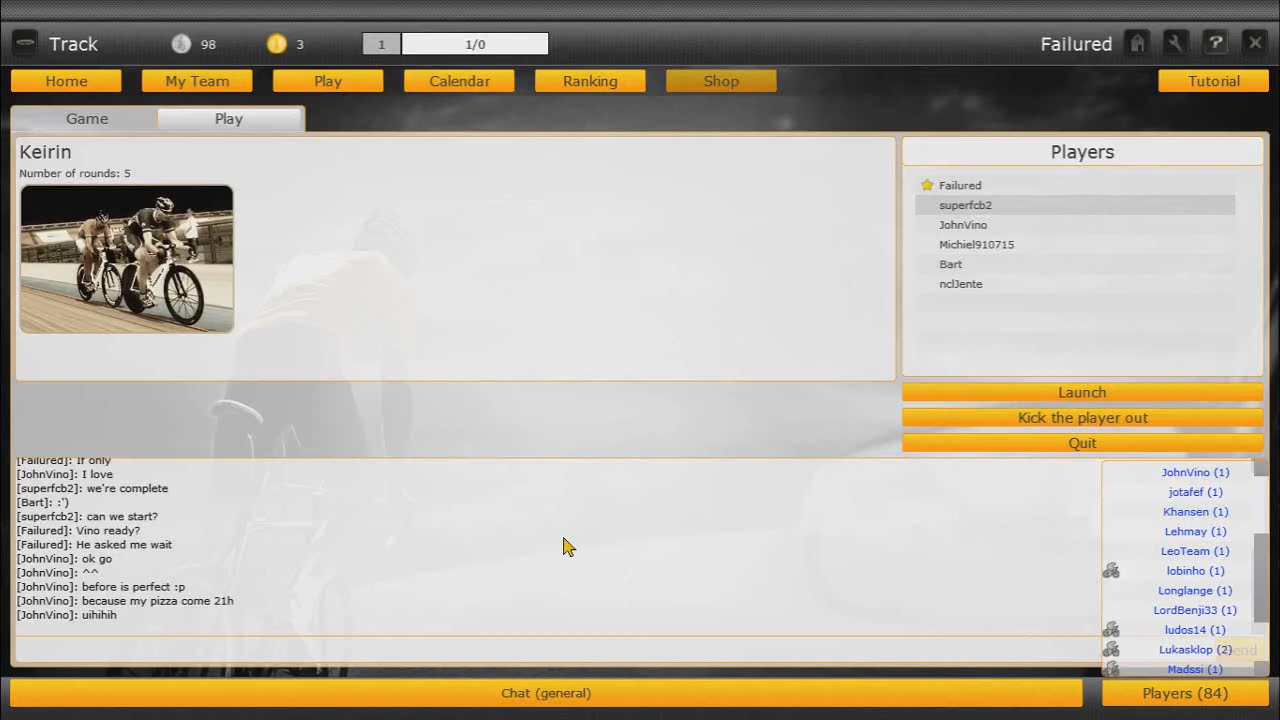 Track
98
3
1
1/0
Failured
?
Home
My Team
Play
Calendar
Ranking
Shop
Tutorial
Game
Play
Keirin
Number of rounds: 5
Players
Failured
superfcb2
JohnVino
Michiel910715
Bart
nclJente
Launch
Kick the player out
Quit
[Failured]: If only
[JohnVino]: I love
[superfcb2]: we're complete
[Bart]: :')
[superfcb2]: can we start?
[Failured]: Vino ready?
[Failured]: He asked me wait
[JohnVino]: ok go
[JohnVino]: ^^
[JohnVino]: before is perfect :p
[JohnVino]: because my pizza come 21h
[JohnVino]: uihihih
JohnVino (1)
jotafef (1)
Khansen (1)
Lehmay (1)
LeoTeam (1)
lobinho (1)
Longlange (1)
LordBenji33 (1)
ludos14 (1)
Lukasklop (2)
Madssi (1)
Chat (general)
Players (84)